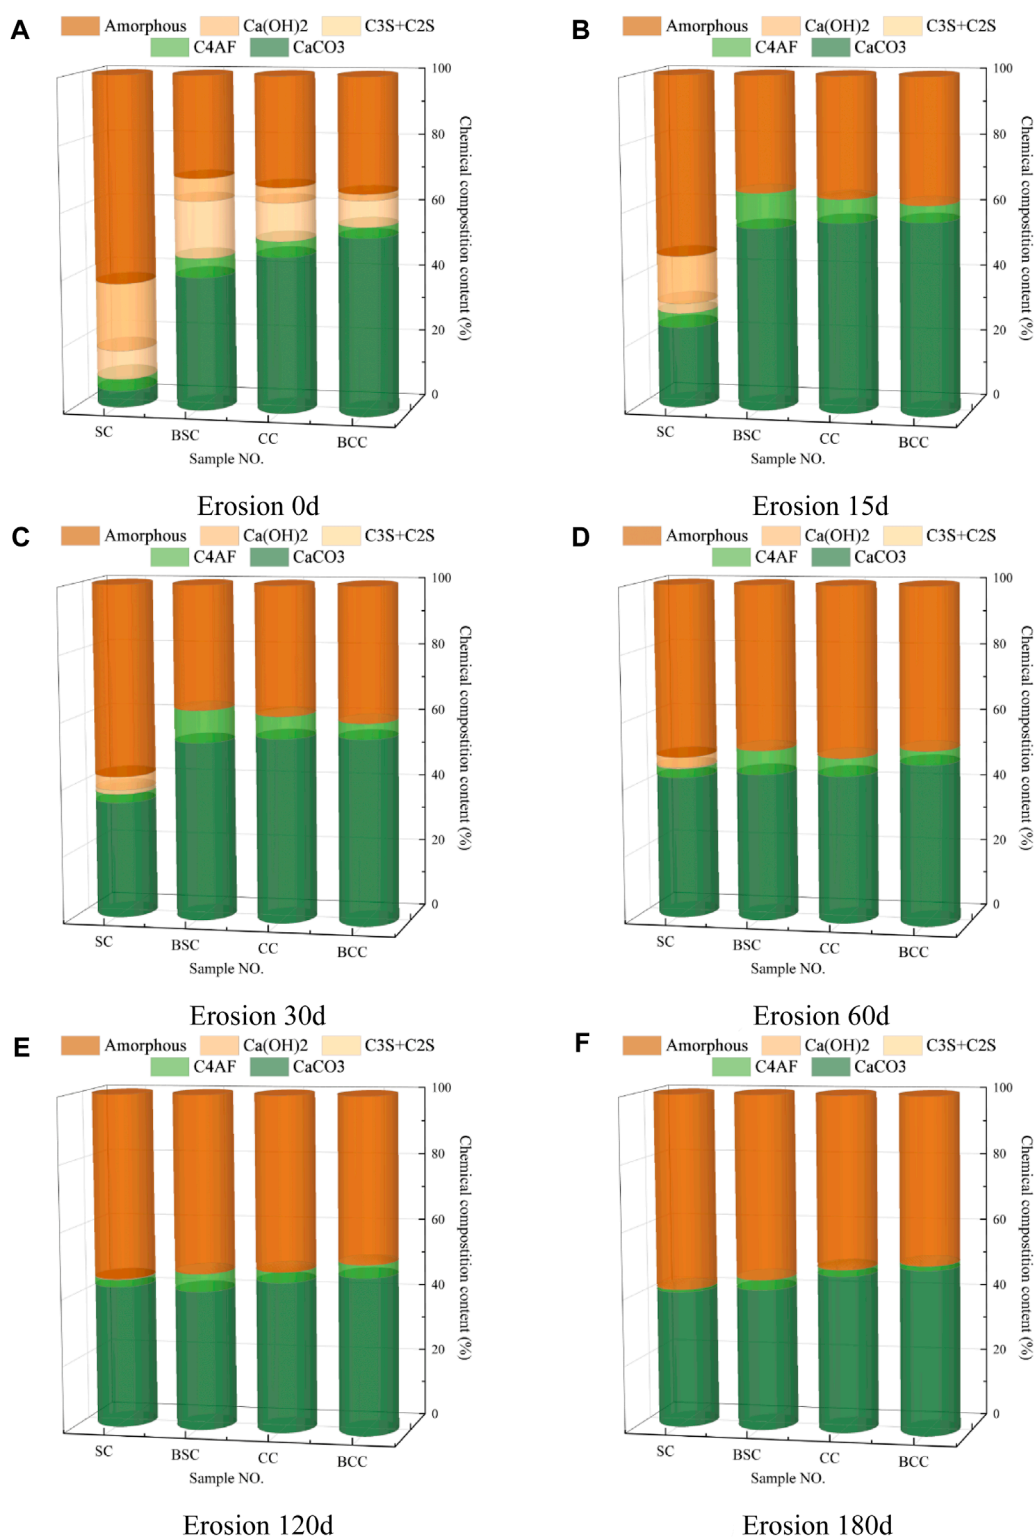 A
Amorphous Ca(OH)2 C3S+C2S
C4AF CaCO3
100
80
60
40
20
0
Chemical compostition content (%)
SC BSC CC BCC
Sample NO.
Erosion 0d
B
Amorphous Ca(OH)2 C3S+C2S
C4AF CaCO3
100
80
60
40
20
0
Chemical compostition content (%)
SC BSC CC BCC
Sample NO.
Erosion 15d
C
Amorphous Ca(OH)2 C3S+C2S
C4AF CaCO3
100
80
60
40
20
0
Chemical compostition content (%)
SC BSC CC BCC
Sample NO.
Erosion 30d
D
Amorphous Ca(OH)2 C3S+C2S
C4AF CaCO3
100
80
60
40
20
0
Chemical compostition content (%)
SC BSC CC BCC
Sample NO.
Erosion 60d
E
Amorphous Ca(OH)2 C3S+C2S
C4AF CaCO3
100
80
60
40
20
0
Chemical compostition content (%)
SC BSC CC BCC
Sample NO.
Erosion 120d
F
Amorphous Ca(OH)2 C3S+C2S
C4AF CaCO3
100
80
60
40
20
0
Chemical compostition content (%)
SC BSC CC BCC
Sample NO.
Erosion 180d